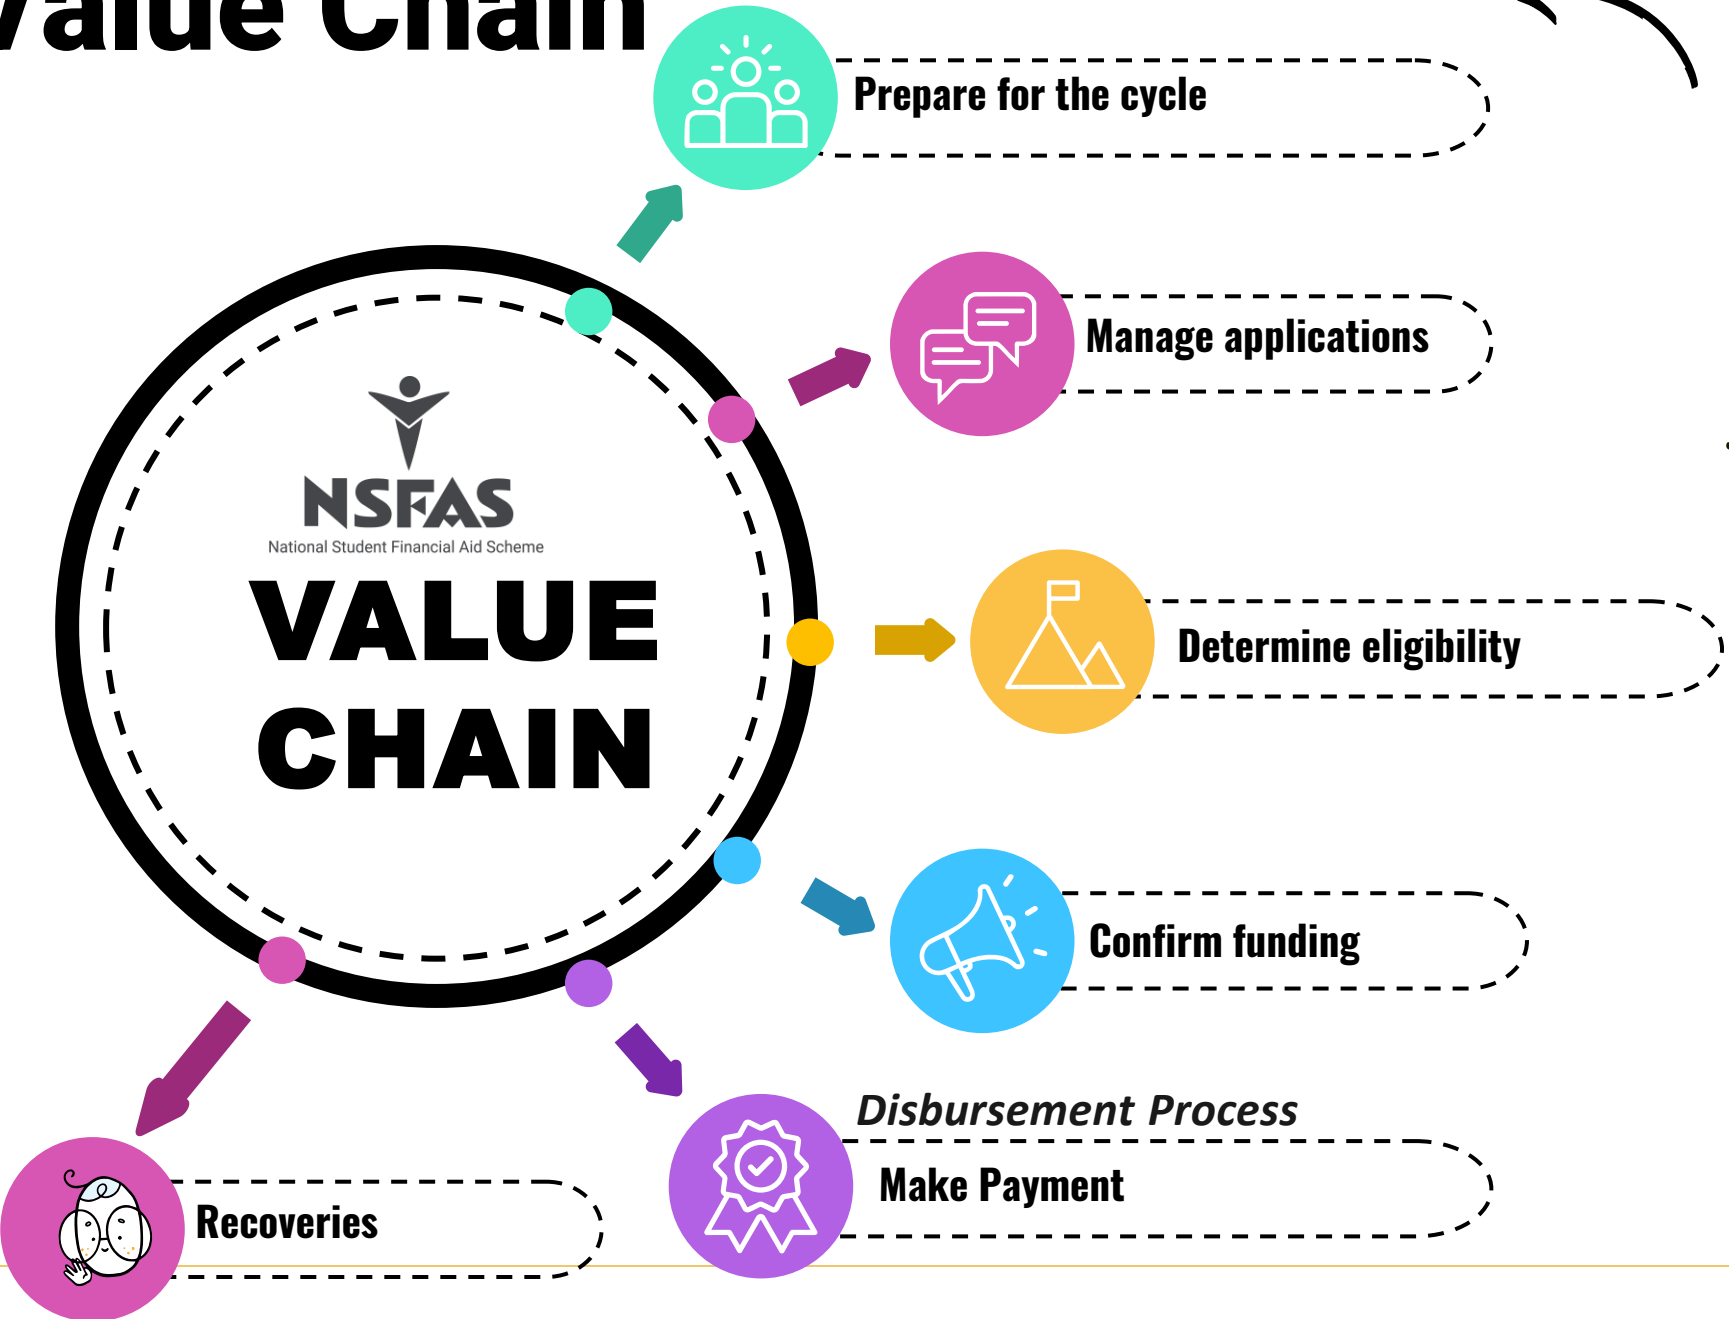 Value Chain
Prepare for the cycle
Manage applications
NSFAS
National Student Financial Aid Scheme
VALUE
CHAIN
Determine eligibility
Confirm funding
Disbursement Process
Make Payment
Recoveries